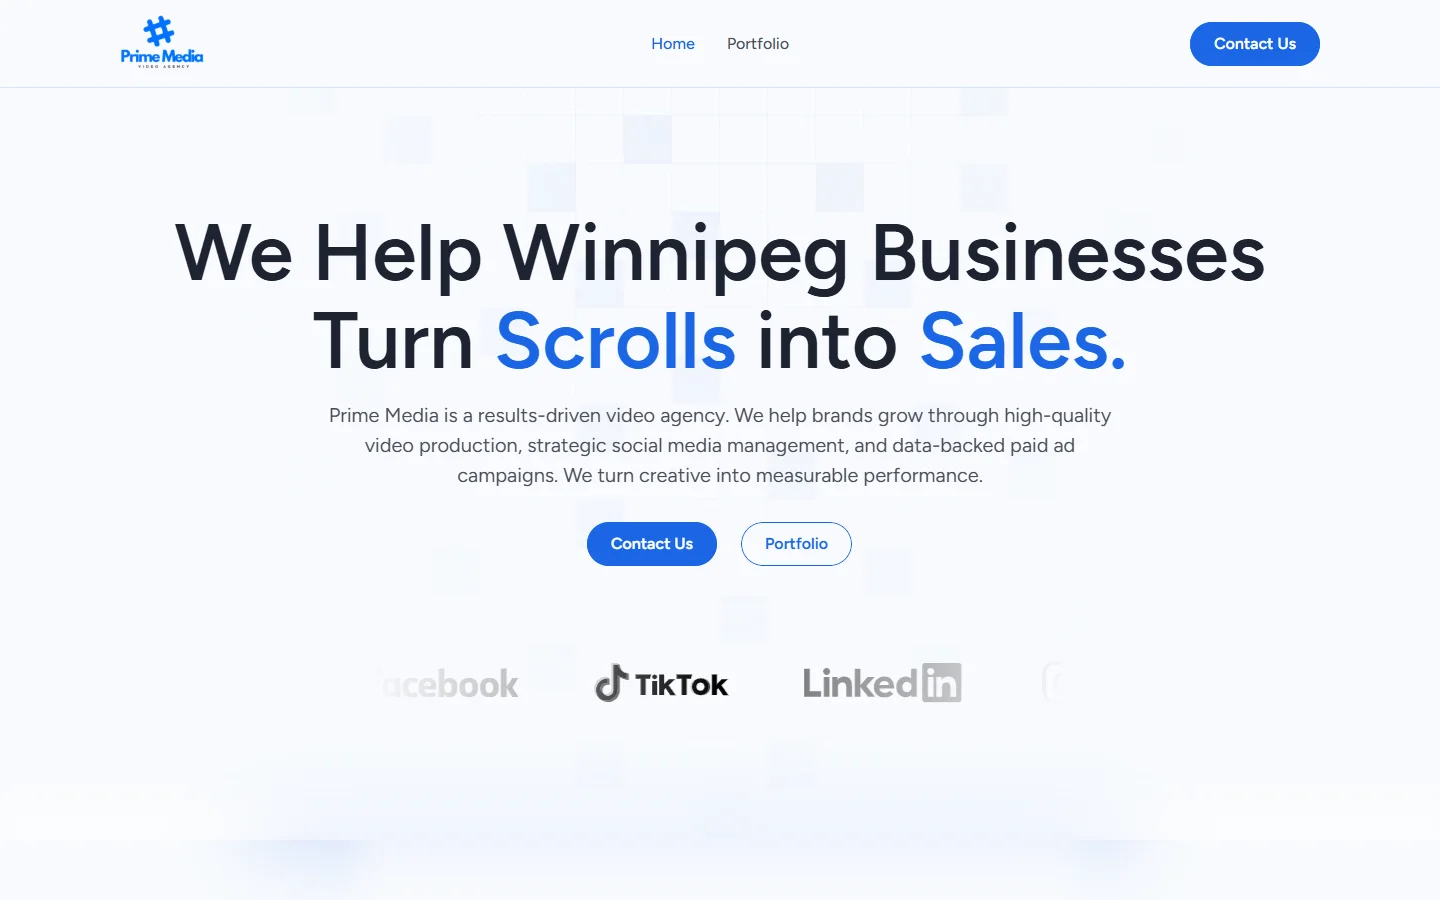 Prime Media
VIDEO AGENCY
Home
Portfolio
Contact Us
We Help Winnipeg Businesses
Turn Scrolls into Sales.
Prime Media is a results-driven video agency. We help brands grow through high-quality
video production, strategic social media management, and data-backed paid ad
campaigns. We turn creative into measurable performance.
Contact Us
Portfolio
acebook
TikTok
Linkedin